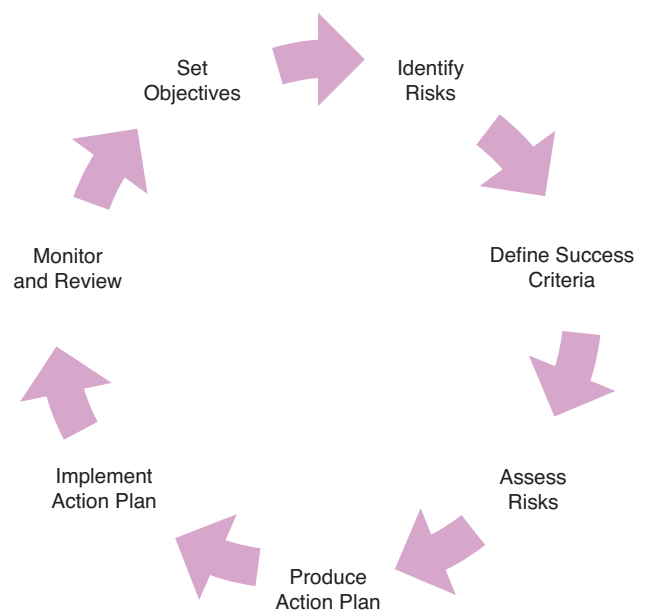 Set
Objectives
Identify
Risks
Define Success
Criteria
Assess
Risks
Produce
Action Plan
Implement
Action Plan
Monitor
and Review